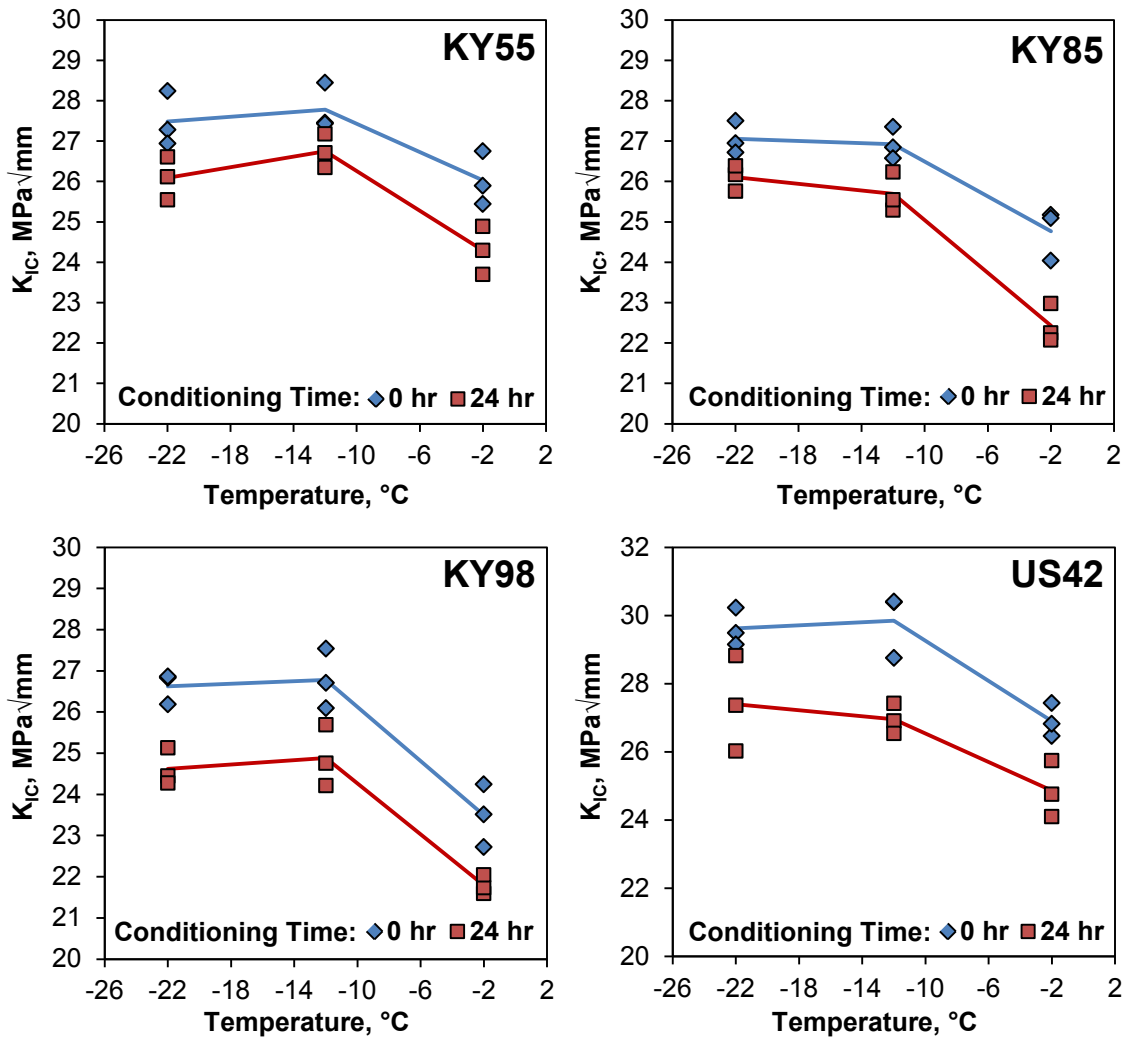 KY55
30
29
28
27
26
25
24
23
22
21
20
K_IC, MPa√mm
Conditioning Time: 0 hr 24 hr
-26 -22 -18 -14 -10 -6 -2 2
Temperature, °C
KY85
30
29
28
27
26
25
24
23
22
21
20
K_IC, MPa√mm
Conditioning Time: 0 hr 24 hr
-26 -22 -18 -14 -10 -6 -2 2
Temperature, °C
KY98
30
29
28
27
26
25
24
23
22
21
20
K_IC, MPa√mm
Conditioning Time: 0 hr 24 hr
-26 -22 -18 -14 -10 -6 -2 2
Temperature, °C
US42
32
30
28
26
24
22
20
K_IC, MPa√mm
Conditioning Time: 0 hr 24 hr
-26 -22 -18 -14 -10 -6 -2 2
Temperature, °C